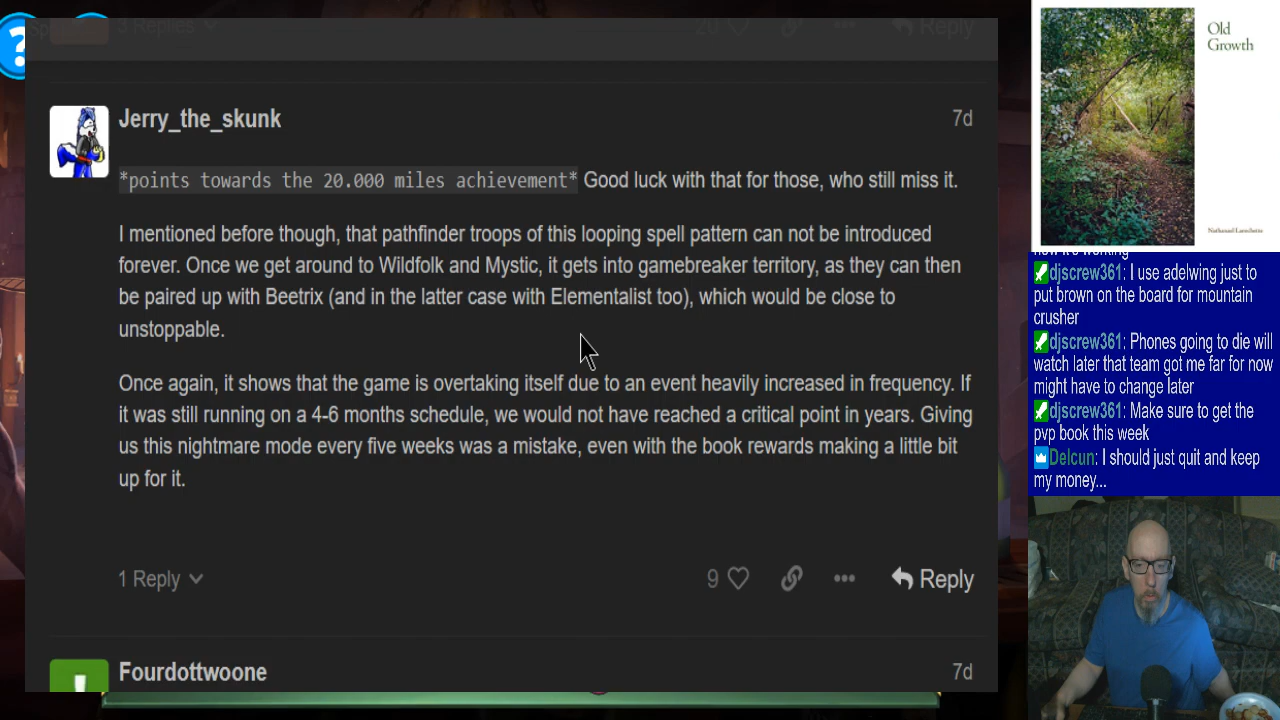 3 Replies
20
Reply
Jerry_the_skunk
7d
*points towards the 20.000 miles achievement* Good luck with that for those, who still miss it.
I mentioned before though, that pathfinder troops of this looping spell pattern can not be introduced
forever. Once we get around to Wildfolk and Mystic, it gets into gamebreaker territory, as they can then
be paired up with Beetrix (and in the latter case with Elementalist too), which would be close to
unstoppable.
Once again, it shows that the game is overtaking itself due to an event heavily increased in frequency. If
it was still running on a 4-6 months schedule, we would not have reached a critical point in years. Giving
us this nightmare mode every five weeks was a mistake, even with the book rewards making a little bit
up for it.
1 Reply
9
Reply
Fourdottwoone
7d
Old
Growth
Nathanael Larochette
now it's working
djscrew361: I use adelwing just to
put brown on the board for mountain
crusher
djscrew361: Phones going to die will
watch later that team got me far for now
might have to change later
djscrew361: Make sure to get the
pvp book this week
Delcun: I should just quit and keep
my money...